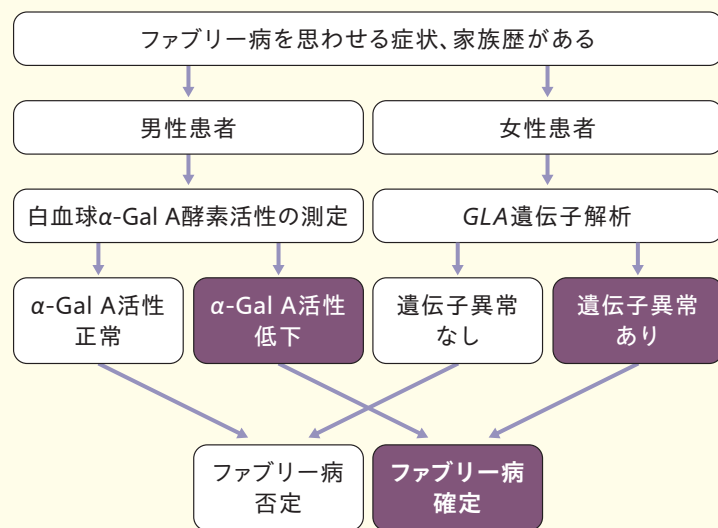 ファブリー病を思わせる症状、家族歴がある
男性患者
女性患者
白血球α-Gal A酵素活性の測定
GLA遺伝子解析
α-Gal A活性
正常
α-Gal A活性
低下
遺伝子異常
なし
遺伝子異常
あり
ファブリー病
否定
ファブリー病
確定